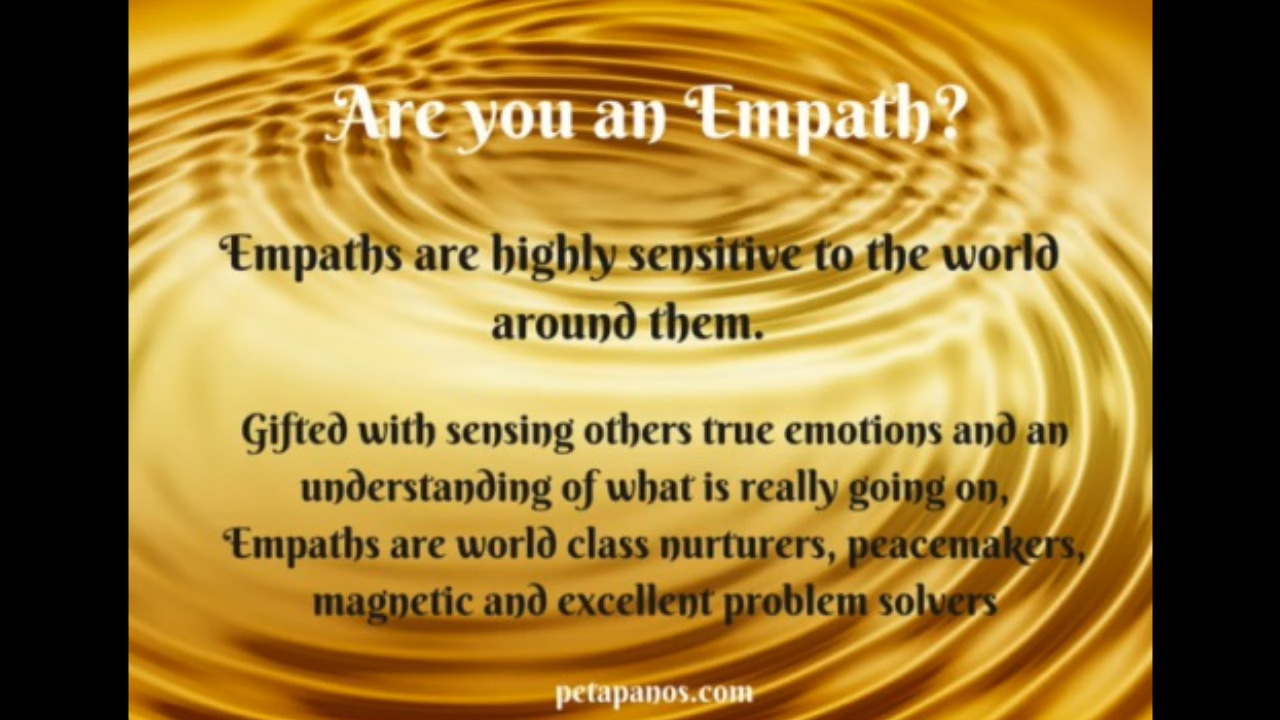 Are you an Empath?
Empaths are highly sensitive to the world
around them.
Gifted with sensing others true emotions and an
understanding of what is really going on,
Empaths are world class nurturers, peacemakers,
magnetic and excellent problem solvers
petapanos.com